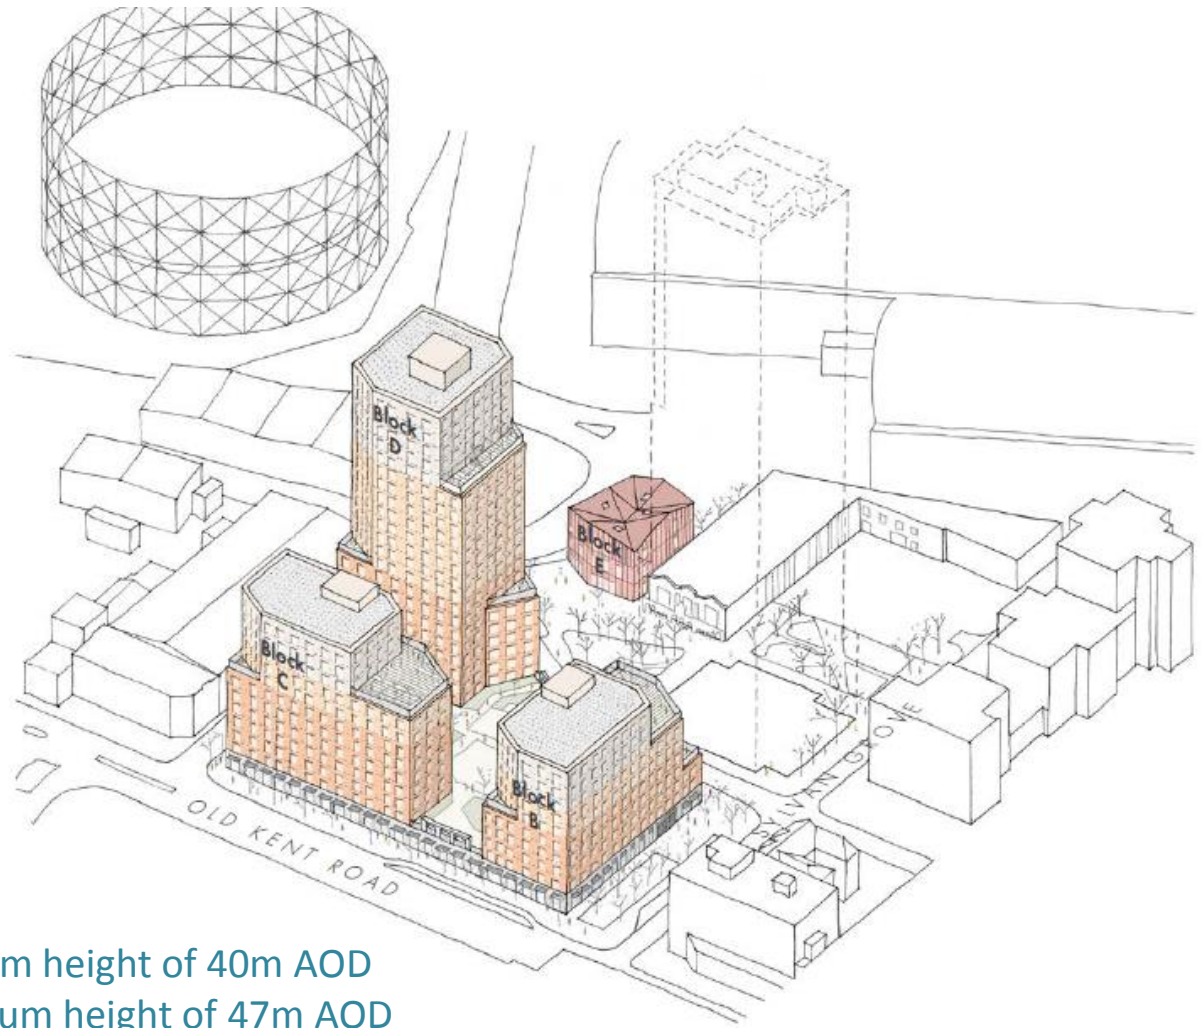 Block
D
Block
E
Block
C
Block
B
OLD KENT ROAD
SYLVAN GROVE
m height of 40m AOD
um height of 47m AOD